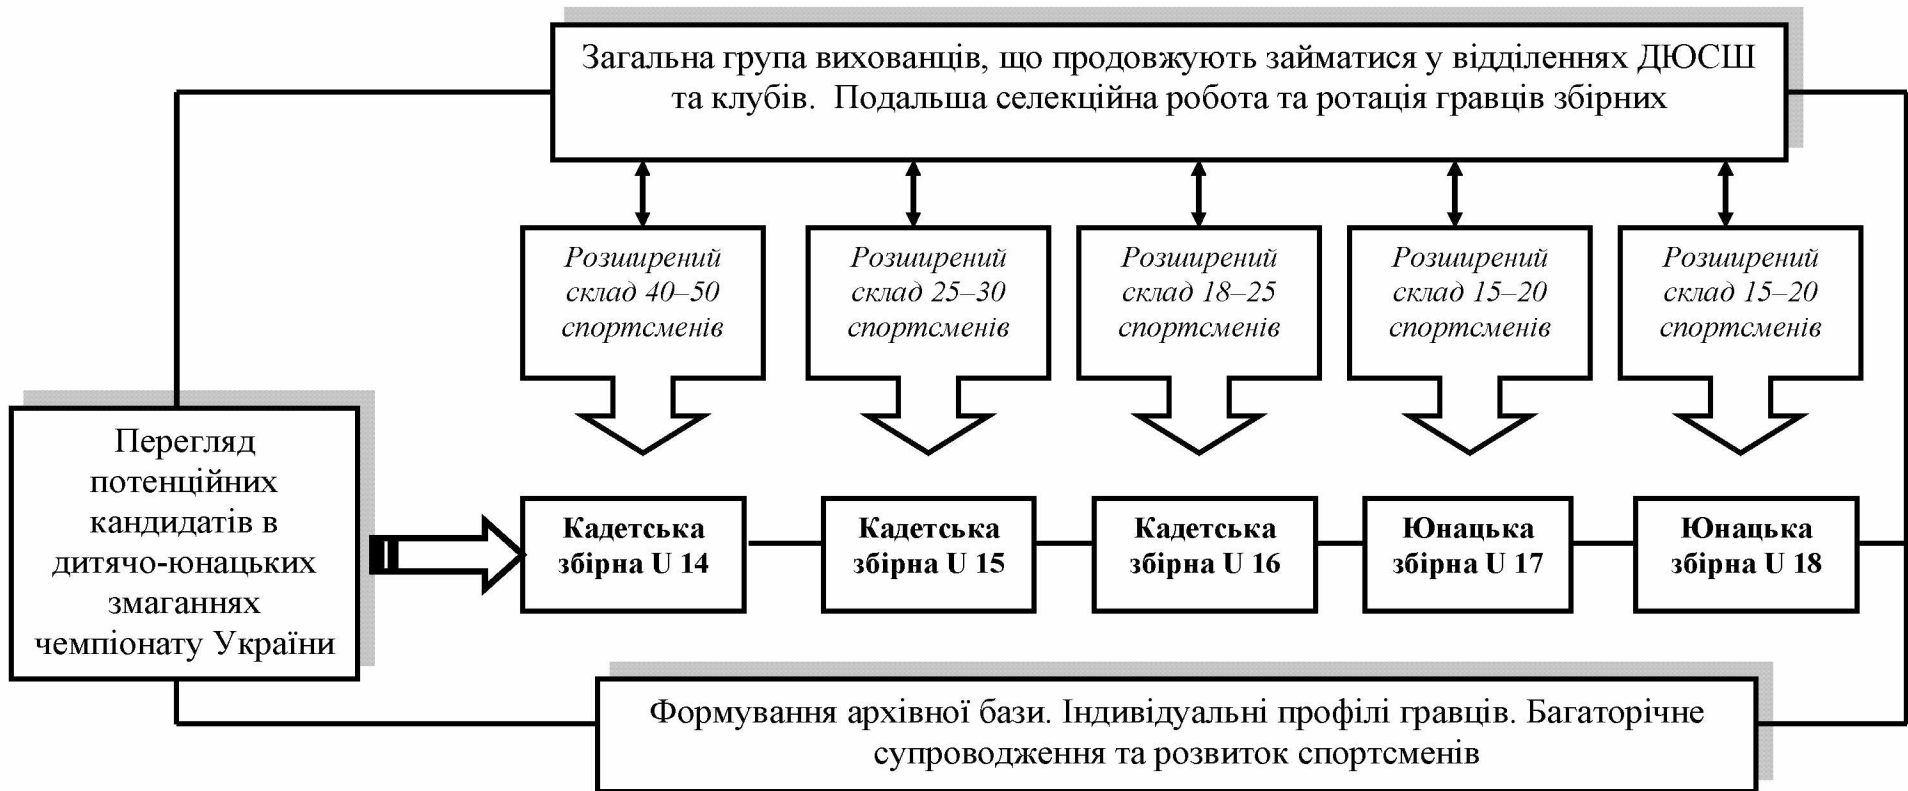 Загальна група вихованців, що продовжують займатися у відділеннях ДЮСШ
та клубів. Подальша селекційна робота та ротація гравців збірних
Розширений
склад 40–50
спортсменів
Розширений
склад 25–30
спортсменів
Розширений
склад 18–25
спортсменів
Розширений
склад 15–20
спортсменів
Розширений
склад 15–20
спортсменів
Перегляд
потенційних
кандидатів в
дитячо-юнацьких
змаганнях
чемпіонату України
Кадетська
збірна U 14
Кадетська
збірна U 15
Кадетська
збірна U 16
Юнацька
збірна U 17
Юнацька
збірна U 18
Формування архівної бази. Індивідуальні профілі гравців. Багаторічне
супроводження та розвиток спортсменів